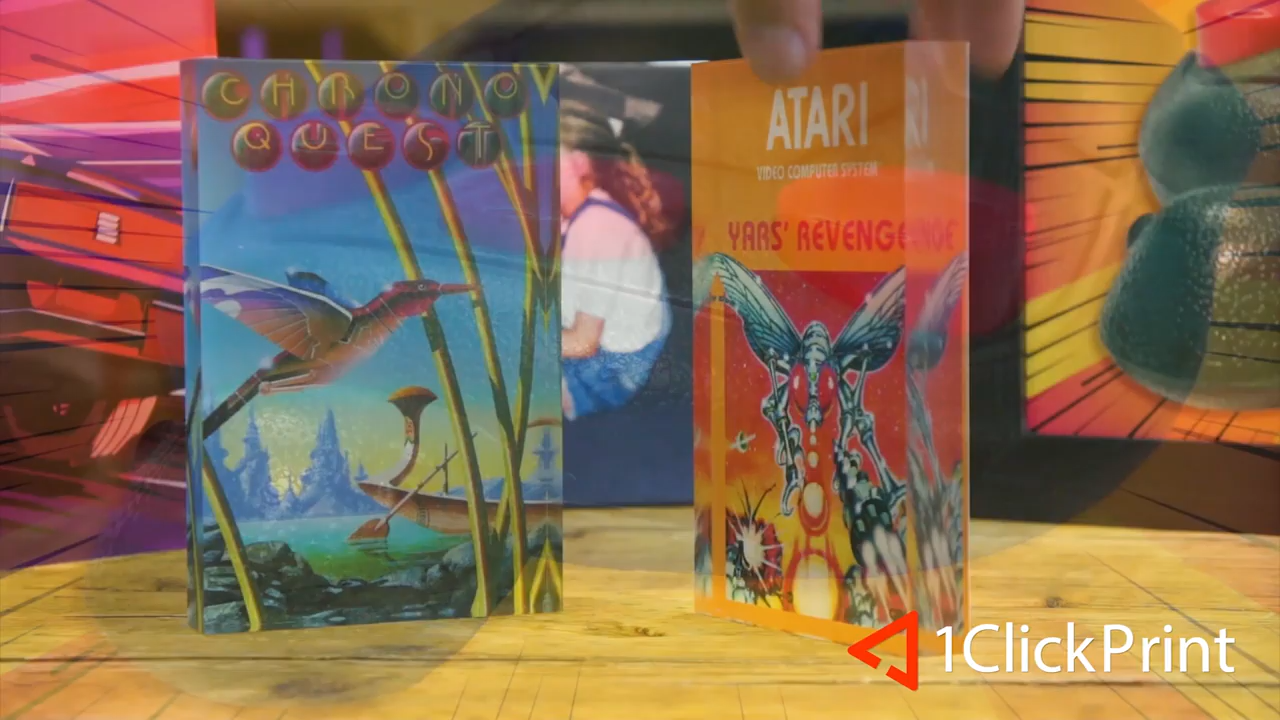 CHRONO
QUEST
ATARI
VIDEO COMPUTER SYSTEM
YARS' REVENGE
1ClickPrint